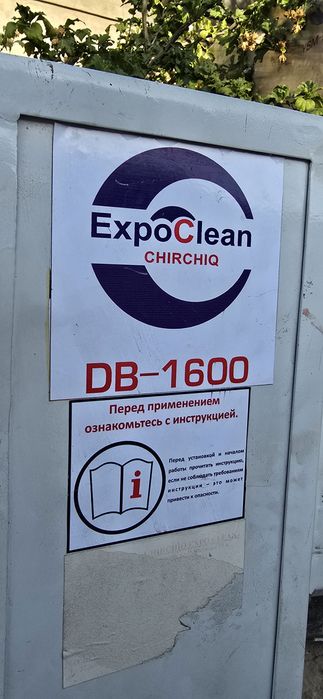 ExpoClean
CHIRCHIQ
DB-1600
Перед применением
ознакомьтесь с инструкцией.
i
Перед установкой и началом
работы прочитать инструкцию,
если не соблюдать требованием
инструкции – это может
привести к опасности.